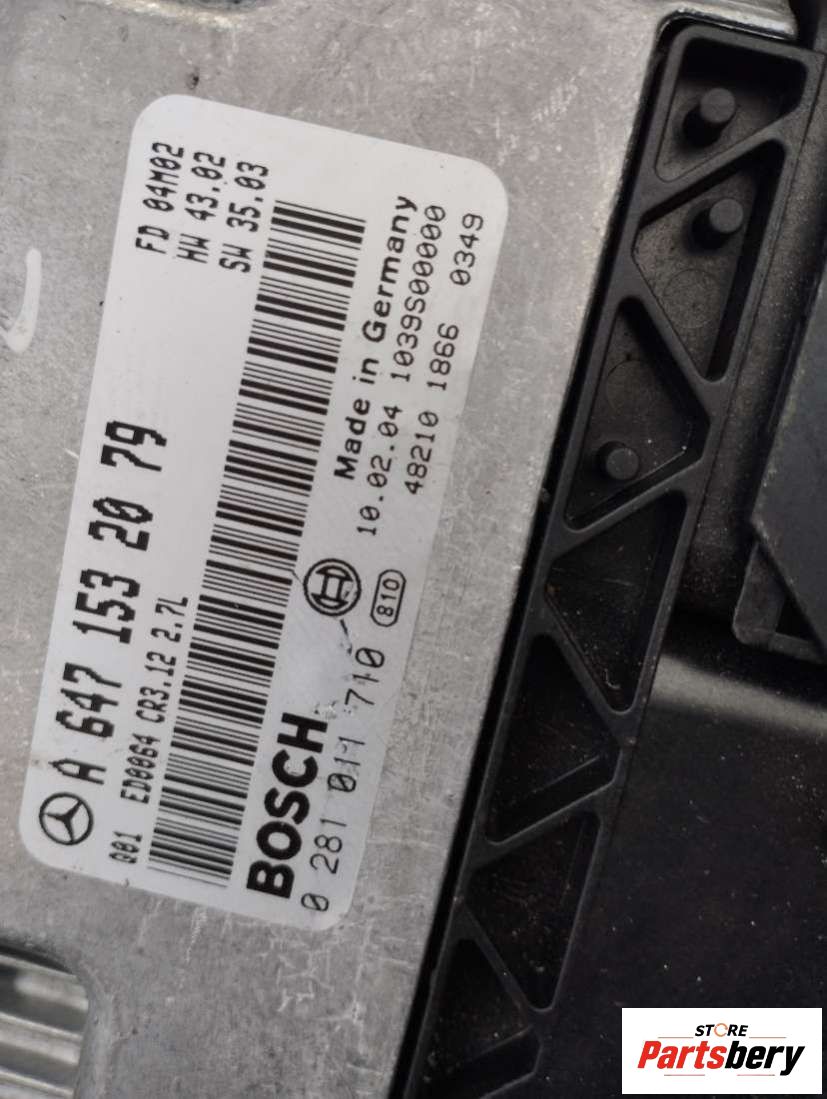 FD 04M02
HW 43.02
SW 35.03
A 647 153 20 79
001 ED0064 CR3.12 2.7L
Made in Germany
10.02.04 1039S00000
48210 1866 0349
BOSCH
810
0 281 011 710
STORE
Partsbery